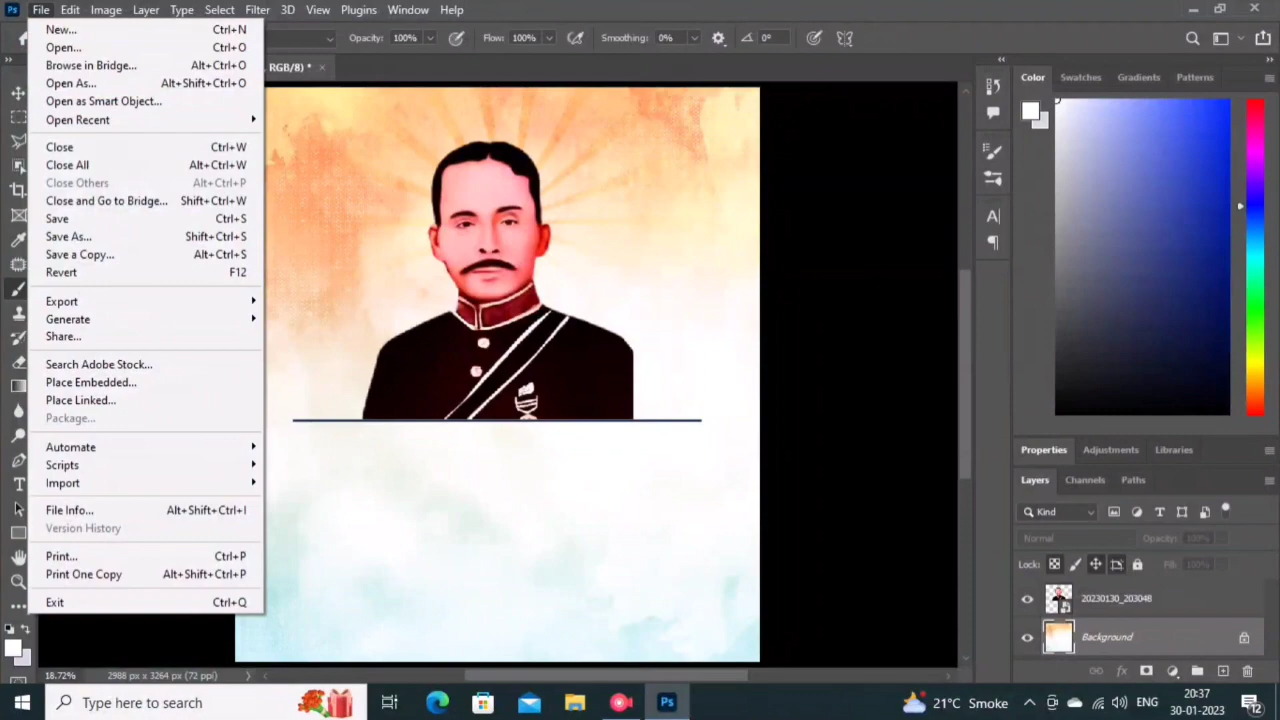 Ps File Edit Image Layer Type Select Filter 3D View Plugins Window Help
Opacity: 100% Flow: 100% Smoothing: 0% 0°
RGB/8) *
New... Ctrl+N
Open... Ctrl+O
Browse in Bridge... Alt+Ctrl+O
Open As... Alt+Shift+Ctrl+O
Open as Smart Object...
Open Recent
Close Ctrl+W
Close All Alt+Ctrl+W
Close Others Alt+Ctrl+P
Close and Go to Bridge... Shift+Ctrl+W
Save Ctrl+S
Save As... Shift+Ctrl+S
Save a Copy... Alt+Ctrl+S
Revert F12
Export
Generate
Share...
Search Adobe Stock...
Place Embedded...
Place Linked...
Package...
Automate
Scripts
Import
File Info... Alt+Shift+Ctrl+I
Version History
Print... Ctrl+P
Print One Copy Alt+Shift+Ctrl+P
Exit Ctrl+Q
Color Swatches Gradients Patterns
Properties Adjustments Libraries
Layers Channels Paths
Kind
Normal Opacity: 100%
Lock: Fill: 100%
20230130_203048
Background
18.72% 2988 px x 3264 px (72 ppi)
Type here to search
Ps
21°C Smoke
ENG
20:37
30-01-2023
12